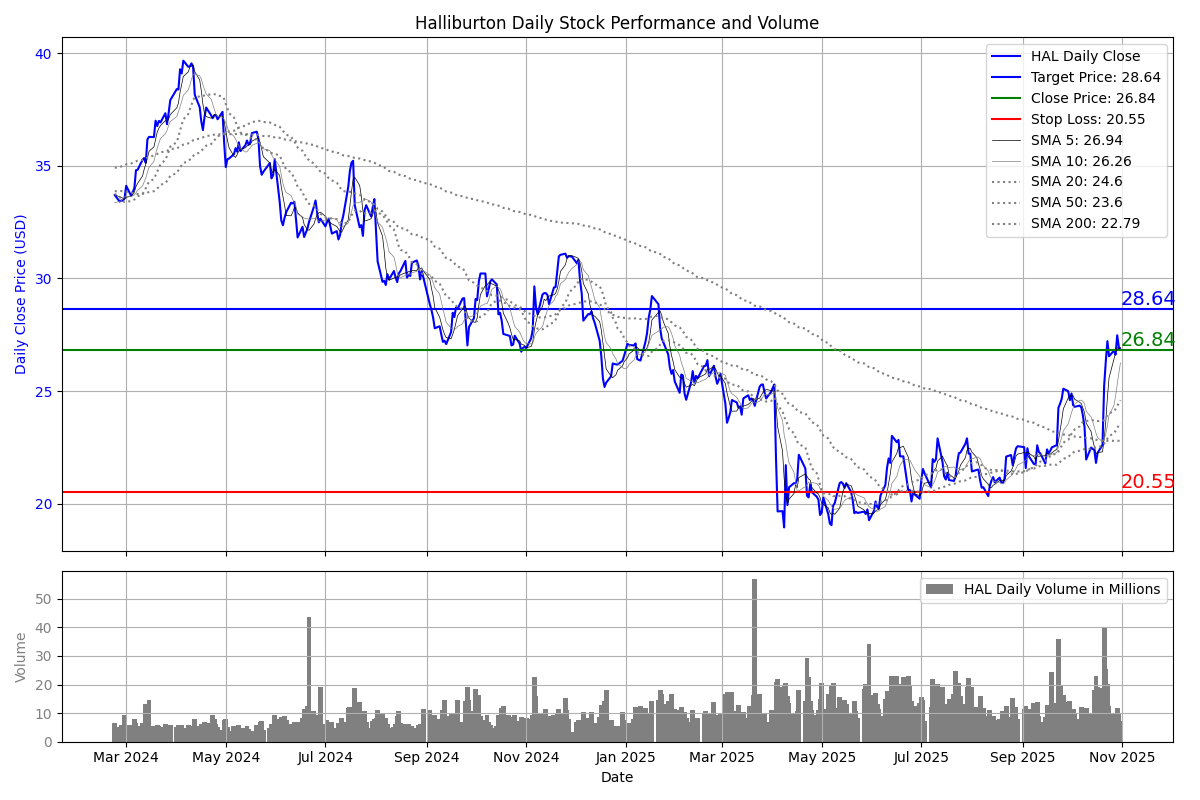 Halliburton Daily Stock Performance and Volume
Daily Close Price (USD)
40
35
30
25
20
HAL Daily Close
Target Price: 28.64
Close Price: 26.84
Stop Loss: 20.55
SMA 5: 26.94
SMA 10: 26.26
SMA 20: 24.6
SMA 50: 23.6
SMA 200: 22.79
28.64
26.84
20.55
Volume
50
40
30
20
10
0
HAL Daily Volume in Millions
Mar 2024 May 2024 Jul 2024 Sep 2024 Nov 2024 Jan 2025 Mar 2025 May 2025 Jul 2025 Sep 2025 Nov 2025
Date